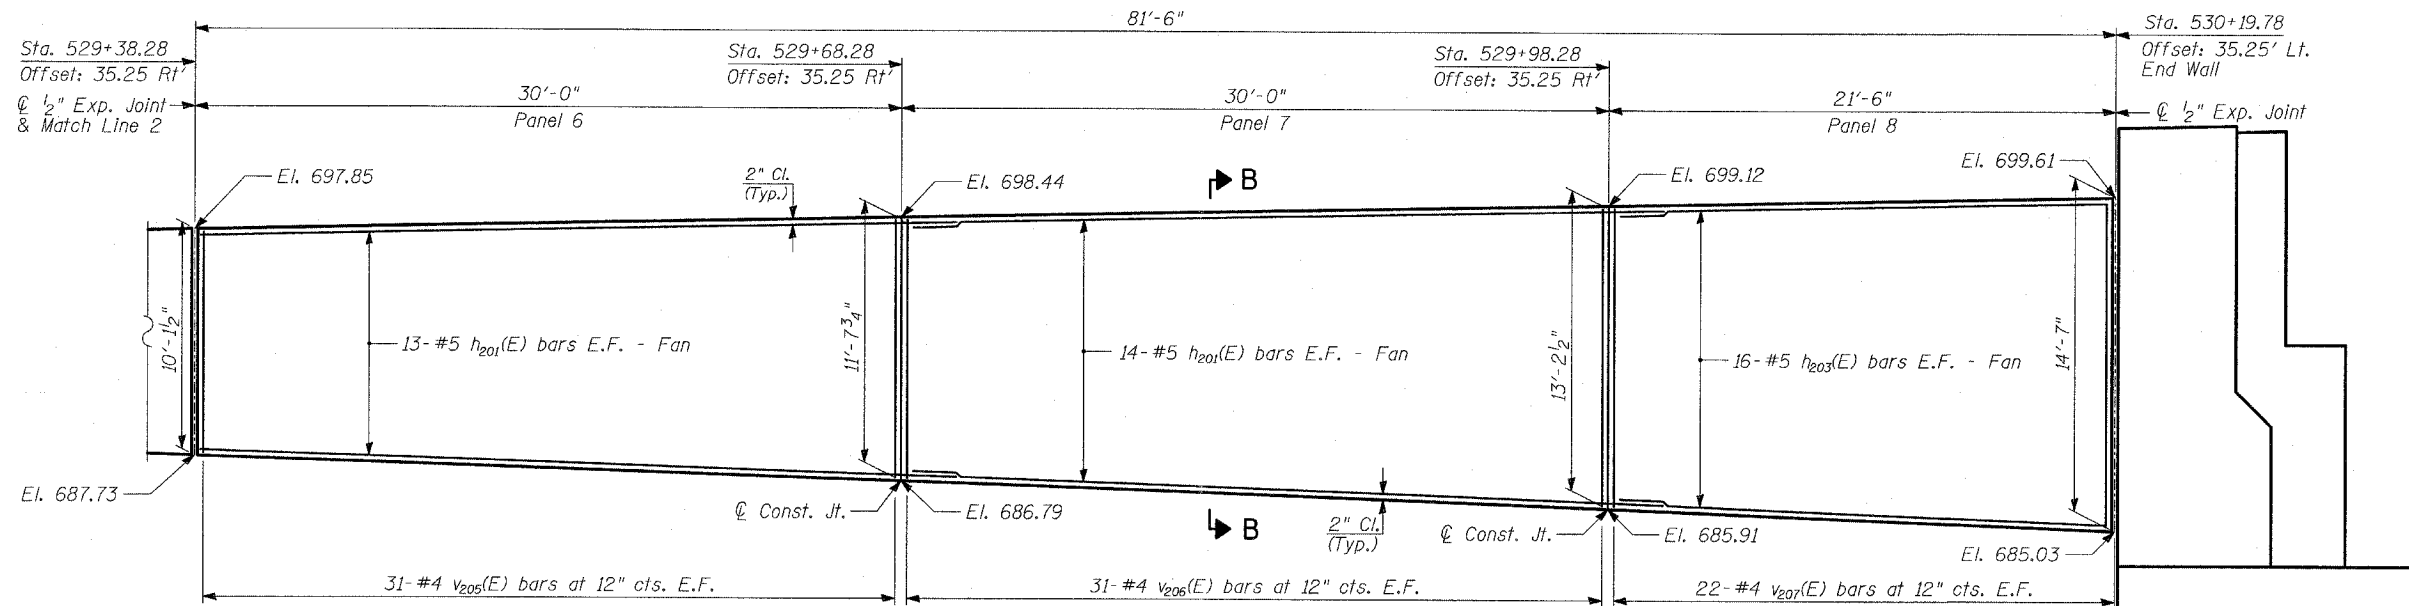 81'-6"
Sta. 529+38.28
Offset: 35.25 Rt'
℄ ½" Exp. Joint
& Match Line 2
Sta. 529+68.28
Offset: 35.25 Rt'
Sta. 529+98.28
Offset: 35.25 Rt'
Sta. 530+19.78
Offset: 35.25' Lt.
End Wall
℄ ½" Exp. Joint
30'-0"
Panel 6
30'-0"
Panel 7
21'-6"
Panel 8
El. 697.85
2" Cl.
(Typ.)
El. 698.44
B
El. 699.12
El. 699.61
10'-1½"
13-#5 h201(E) bars E.F. - Fan
11'-7¾"
14-#5 h201(E) bars E.F. - Fan
13'-2½"
16-#5 h203(E) bars E.F. - Fan
14'-7"
El. 687.73
℄ Const. Jt.
El. 686.79
B
2" Cl.
(Typ.)
℄ Const. Jt.
El. 685.91
El. 685.03
31-#4 v205(E) bars at 12" cts. E.F.
31-#4 v206(E) bars at 12" cts. E.F.
22-#4 v207(E) bars at 12" cts. E.F.